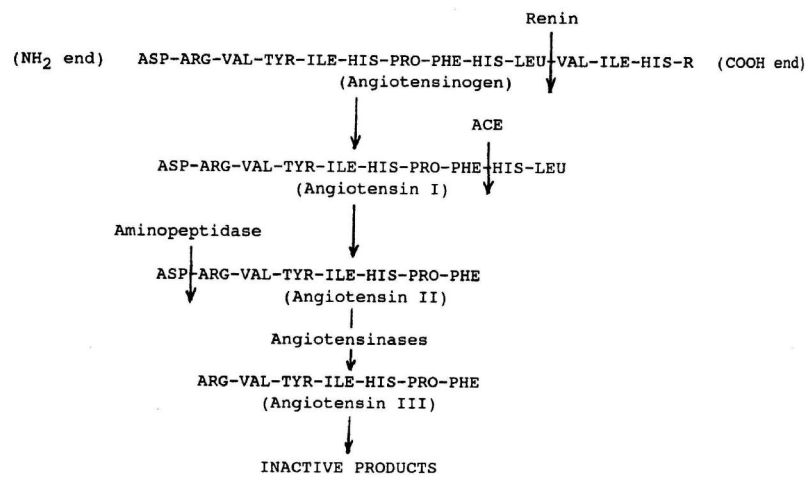 Renin
(NH2 end) ASP-ARG-VAL-TYR-ILE-HIS-PRO-PHE-HIS-LEU-VAL-ILE-HIS-R (COOH end)
(Angiotensinogen)
ACE
ASP-ARG-VAL-TYR-ILE-HIS-PRO-PHE-HIS-LEU
(Angiotensin I)
Aminopeptidase
ASP-ARG-VAL-TYR-ILE-HIS-PRO-PHE
(Angiotensin II)
Angiotensinases
ARG-VAL-TYR-ILE-HIS-PRO-PHE
(Angiotensin III)
INACTIVE PRODUCTS